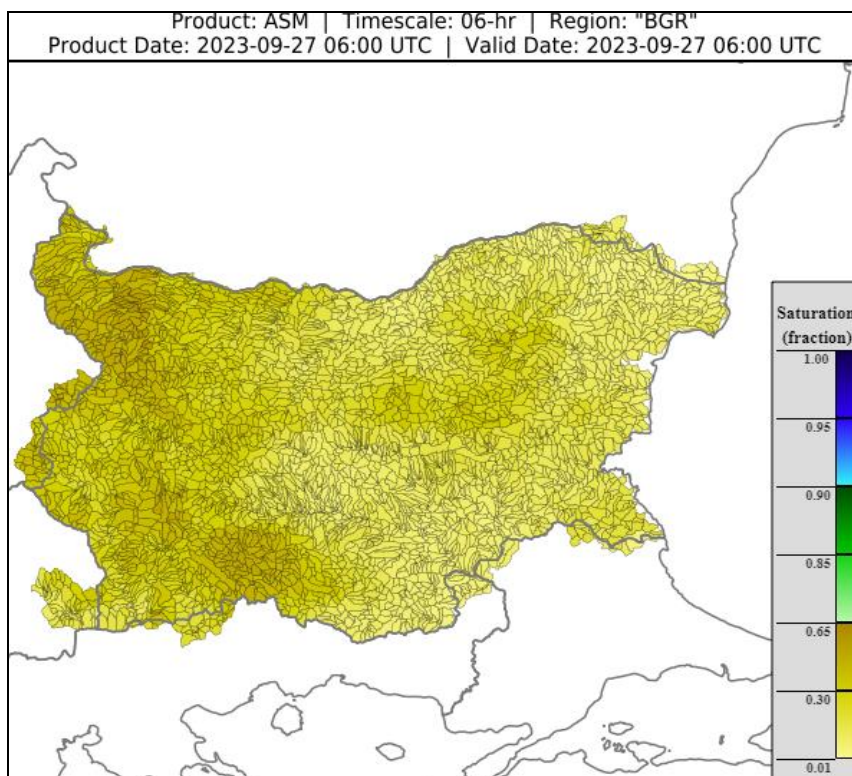 Product: ASM | Timescale: 06-hr | Region: "BGR"
Product Date: 2023-09-27 06:00 UTC | Valid Date: 2023-09-27 06:00 UTC
Saturation
(fraction)
1.00
0.95
0.90
0.85
0.65
0.30
0.01